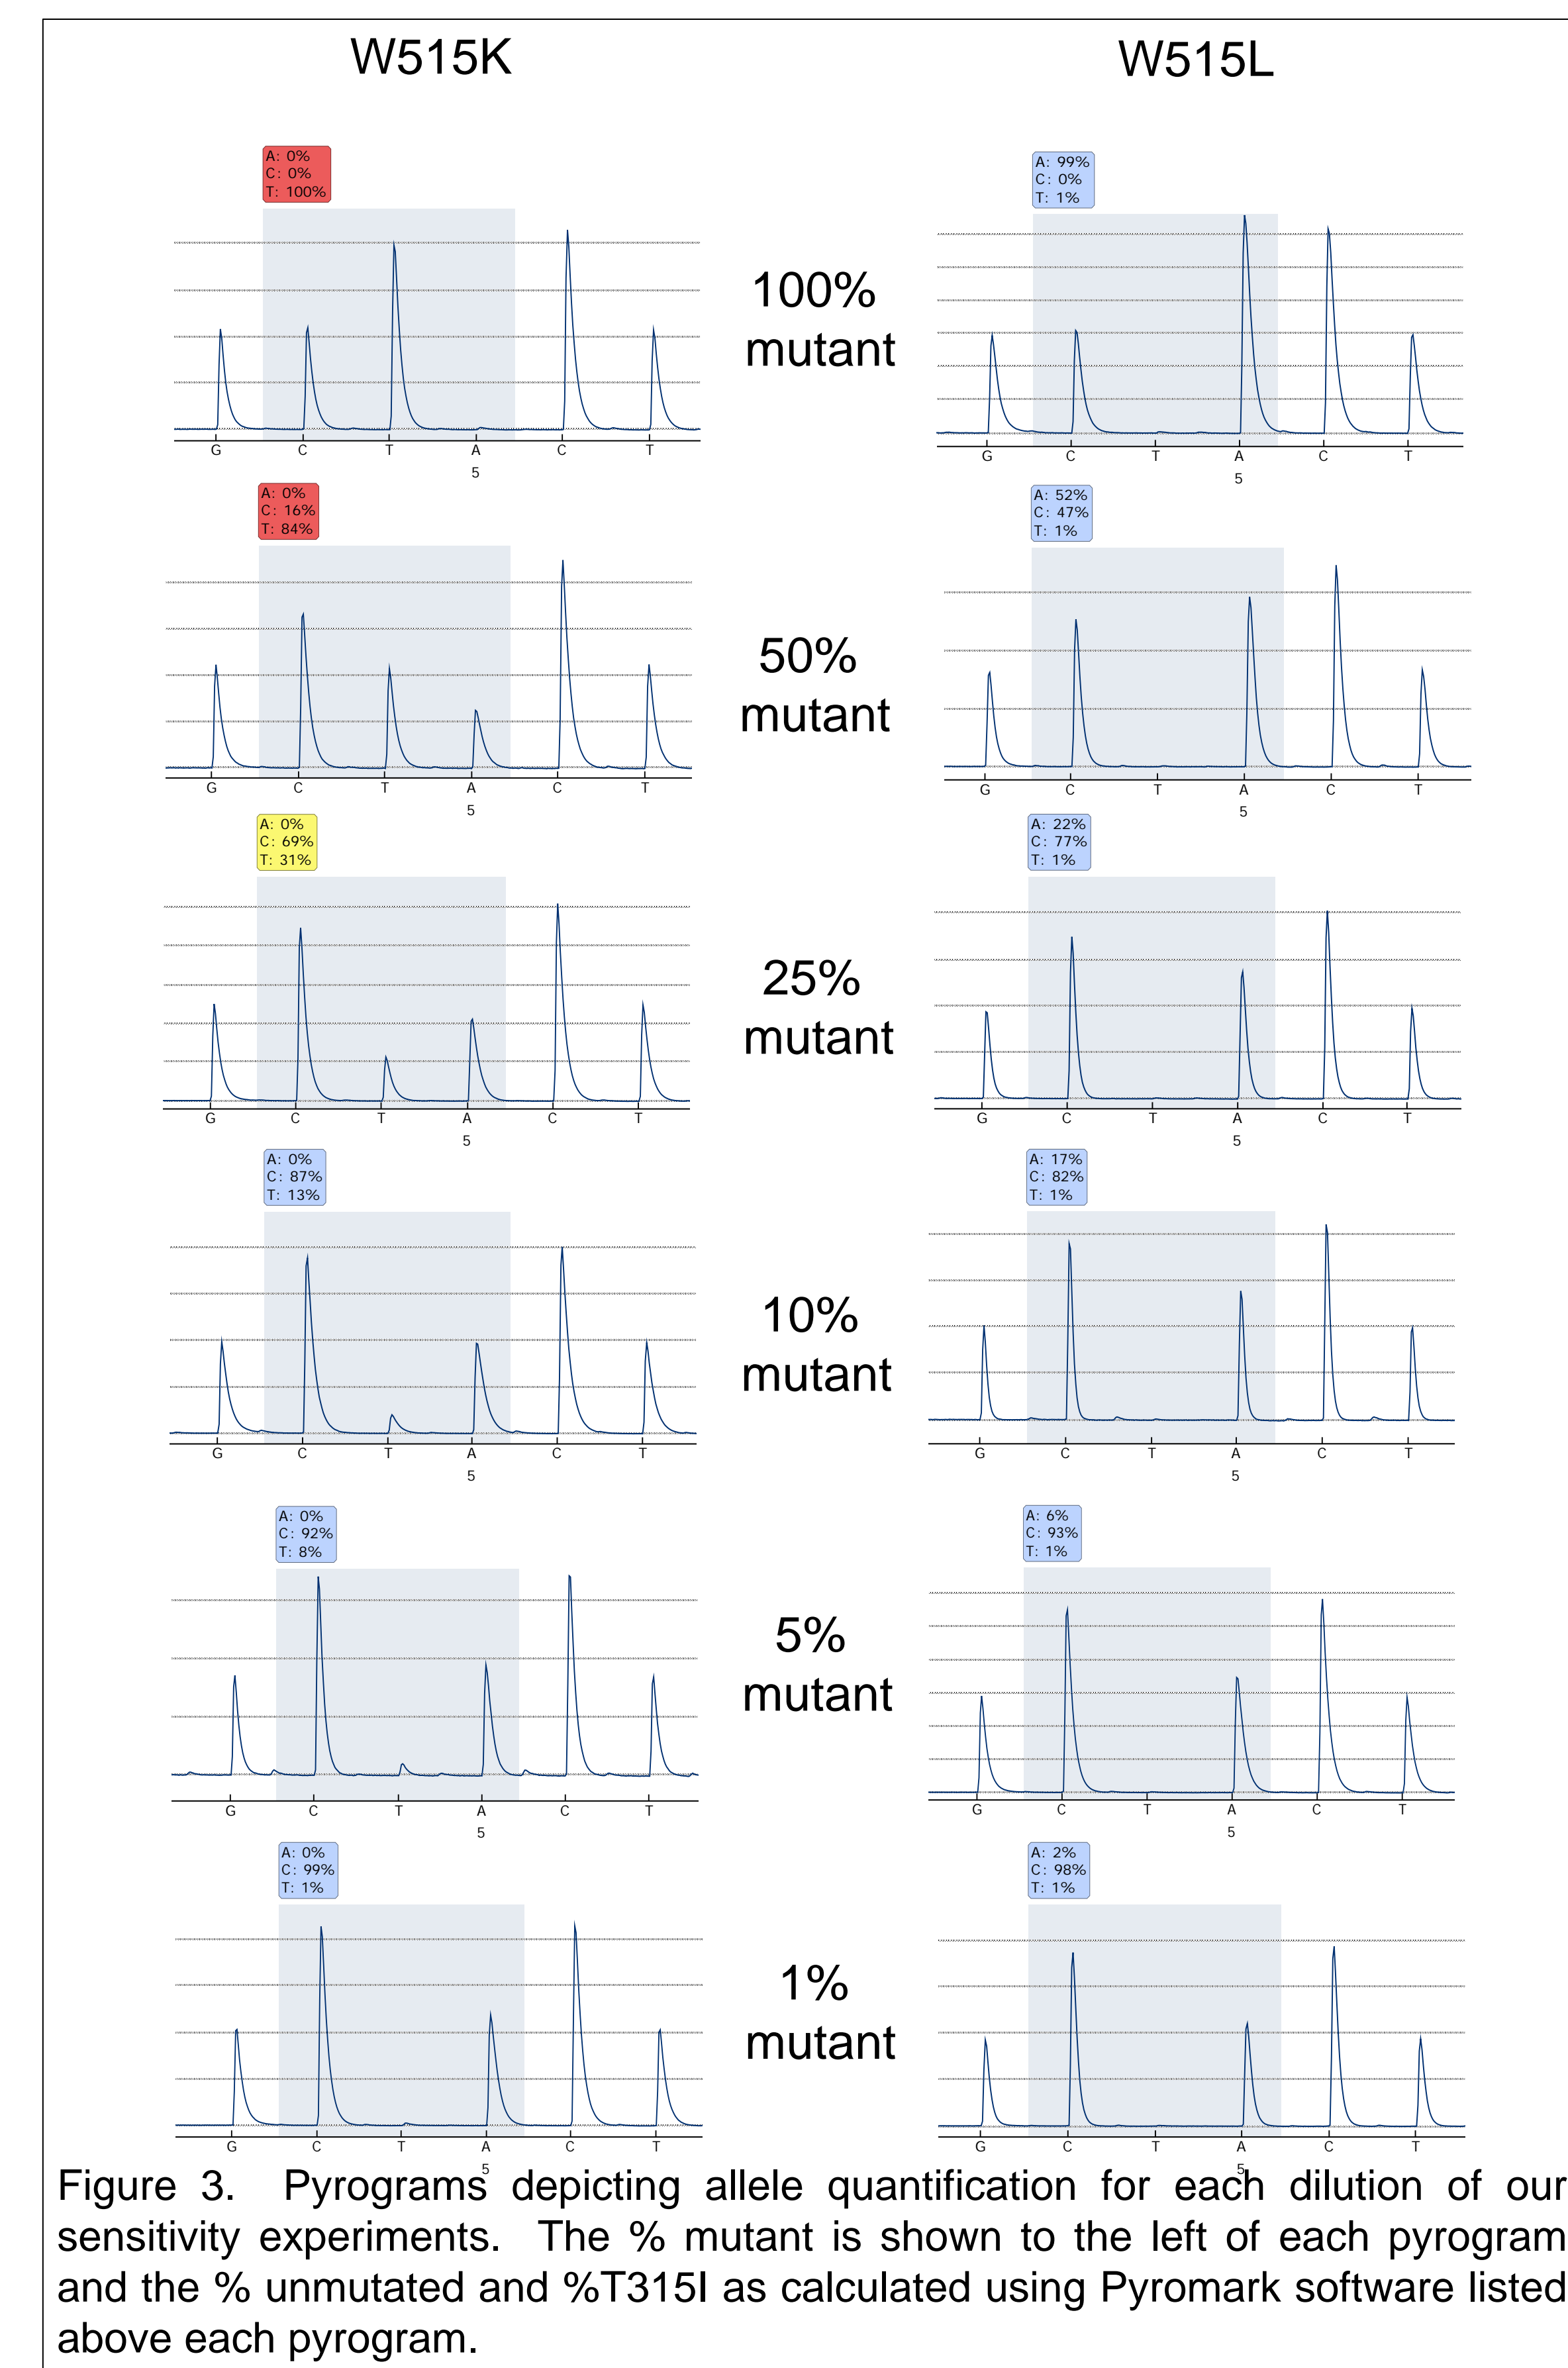 W515K
W515L
A: 0%
C: 0%
T: 100%
G C T A C T
5
100%
mutant
A: 99%
C: 0%
T: 1%
G C T A C T
5
A: 0%
C: 16%
T: 84%
G C T A C T
5
50%
mutant
A: 52%
C: 47%
T: 1%
G C T A C T
5
A: 0%
C: 69%
T: 31%
G C T A C T
5
25%
mutant
A: 22%
C: 77%
T: 1%
G C T A C T
5
A: 0%
C: 87%
T: 13%
G C T A C T
5
10%
mutant
A: 17%
C: 82%
T: 1%
G C T A C T
5
A: 0%
C: 92%
T: 8%
G C T A C T
5
5%
mutant
A: 6%
C: 93%
T: 1%
G C T A C T
5
A: 0%
C: 99%
T: 1%
G C T A C T
5
1%
mutant
A: 2%
C: 98%
T: 1%
G C T A C T
5
Figure 3. Pyrograms depicting allele quantification for each dilution of our
sensitivity experiments. The % mutant is shown to the left of each pyrogram
and the % unmutated and %T315I as calculated using Pyromark software listed
above each pyrogram.